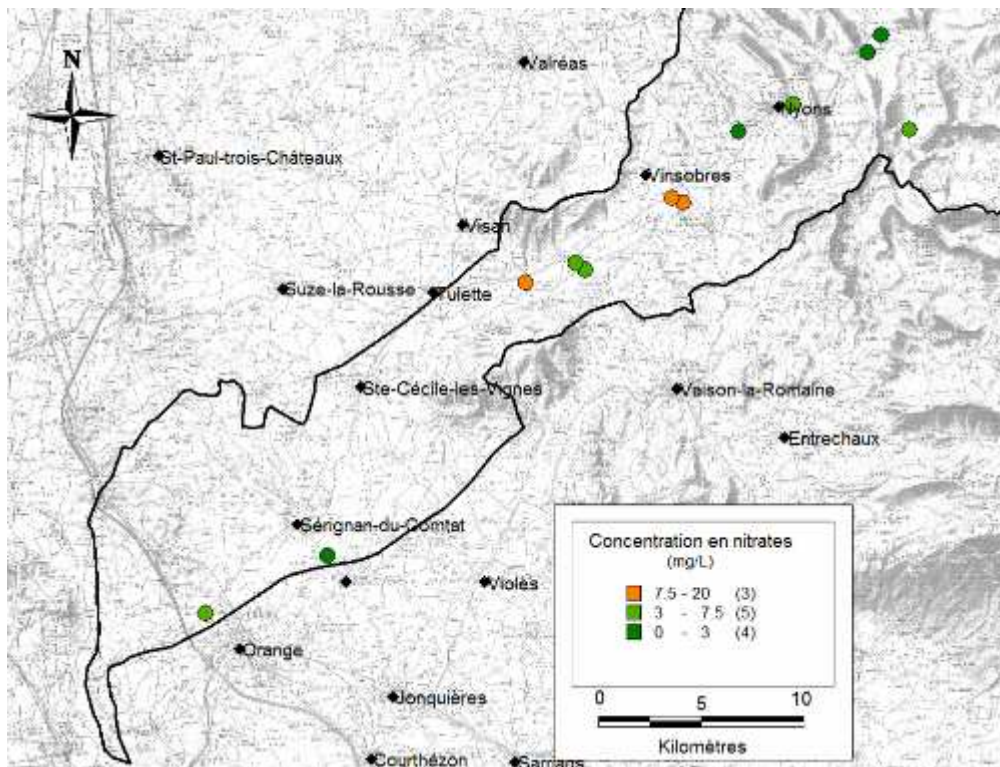 N
Valréas
Nyons
St-Paul-trois-Châteaux
Vinsobres
Visan
Suze-la-Rousse
Tulette
Ste-Cécile-les-Vignes
Vaison-la-Romaine
Entrechaux
Sérignan-du-Comtat
Violès
Orange
Jonquières
Courthézon
Sarrians
Concentration en nitrates
(mg/L)
7.5 - 20 (3)
3 - 7.5 (5)
0 - 3 (4)
0 5 10
Kilomètres